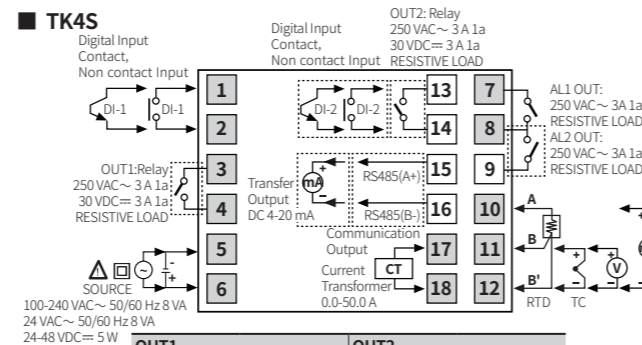 ■ TK4S
Digital Input
Contact,
Non contact Input
DI-1
DI-1
1
2
3
4
5
6
OUT1:Relay
250 VAC~ 3 A 1a
30 VDC⎓ 3 A 1a
RESISTIVE LOAD
SOURCE
100-240 VAC~ 50/60 Hz 8 VA
24 VAC~ 50/60 Hz 8 VA
24-48 VDC⎓ 5 W
Digital Input
Contact,
Non contact Input
DI-2
DI-2
OUT2: Relay
250 VAC~ 3 A 1a
30 VDC⎓ 3 A 1a
RESISTIVE LOAD
13
14
15
16
17
18
Transfer
Output
DC 4-20 mA
mA
+
-
RS485(A+)
RS485(B-)
Communication
Output
Current
Transformer
0.0-50.0 A
CT
7
8
9
10
11
12
AL1 OUT:
250 VAC~ 3 A 1a
RESISTIVE LOAD
AL2 OUT:
250 VAC~ 3 A 1a
RESISTIVE LOAD
A
B
B'
RTD
TC
V
OUT1
OUT2